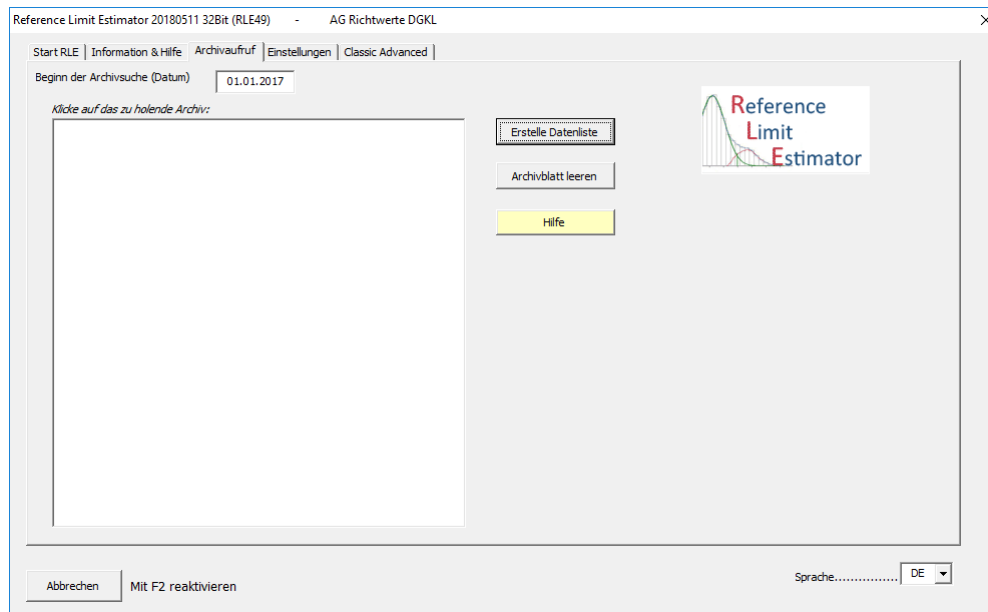 Reference Limit Estimator 20180511 32Bit (RLE49) - AG Richtwerte DGKL
Start RLE Information & Hilfe Archivaufruf Einstellungen Classic Advanced
Beginn der Archivsuche (Datum) 01.01.2017
Klicke auf das zu holende Archiv:
Erstelle Datenliste
Archivblatt leeren
Hilfe
Reference
Limit
Estimator
Abbrechen Mit F2 reaktivieren
Sprache................ DE